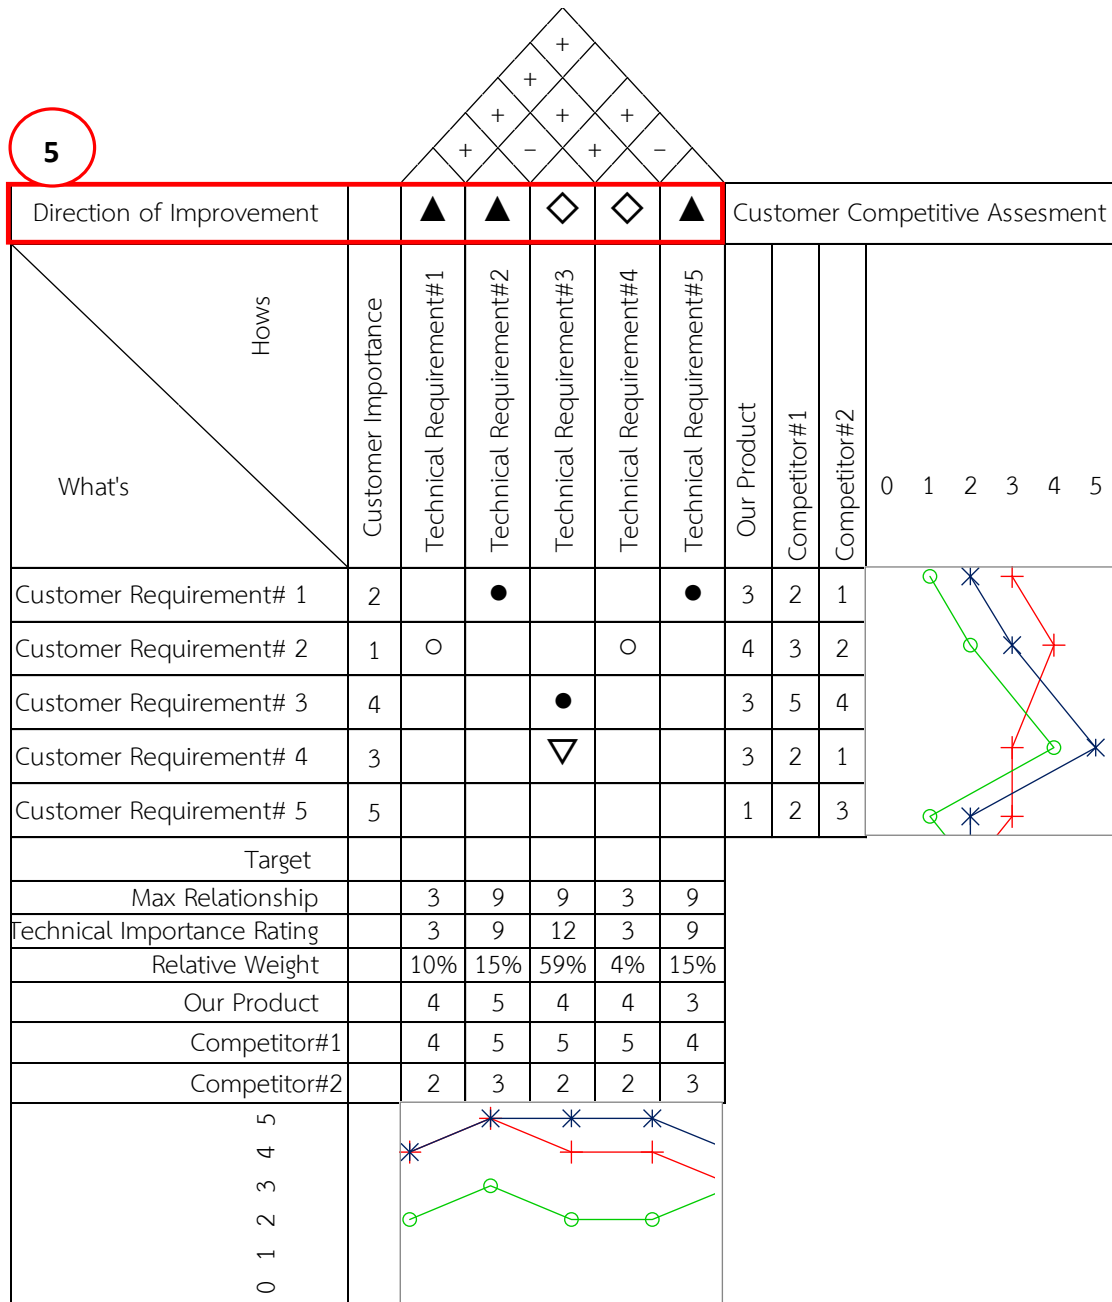 +
+
+ + +
+ − + −
5
Direction of Improvement ▲ ▲ ◇ ◇ ▲ Customer Competitive Assesment
Hows
What's
Customer Importance
Technical Requirement#1
Technical Requirement#2
Technical Requirement#3
Technical Requirement#4
Technical Requirement#5
Our Product
Competitor#1
Competitor#2
0 1 2 3 4 5
Customer Requirement# 1 2 ● ● 3 2 1
Customer Requirement# 2 1 ○ ○ 4 3 2
Customer Requirement# 3 4 ● 3 5 4
Customer Requirement# 4 3 ▽ 3 2 1
Customer Requirement# 5 5 1 2 3
Target
Max Relationship 3 9 9 3 9
Technical Importance Rating 3 9 12 3 9
Relative Weight 10% 15% 59% 4% 15%
Our Product 4 5 4 4 3
Competitor#1 4 5 5 5 4
Competitor#2 2 3 2 2 3
5
4
3
2
1
0